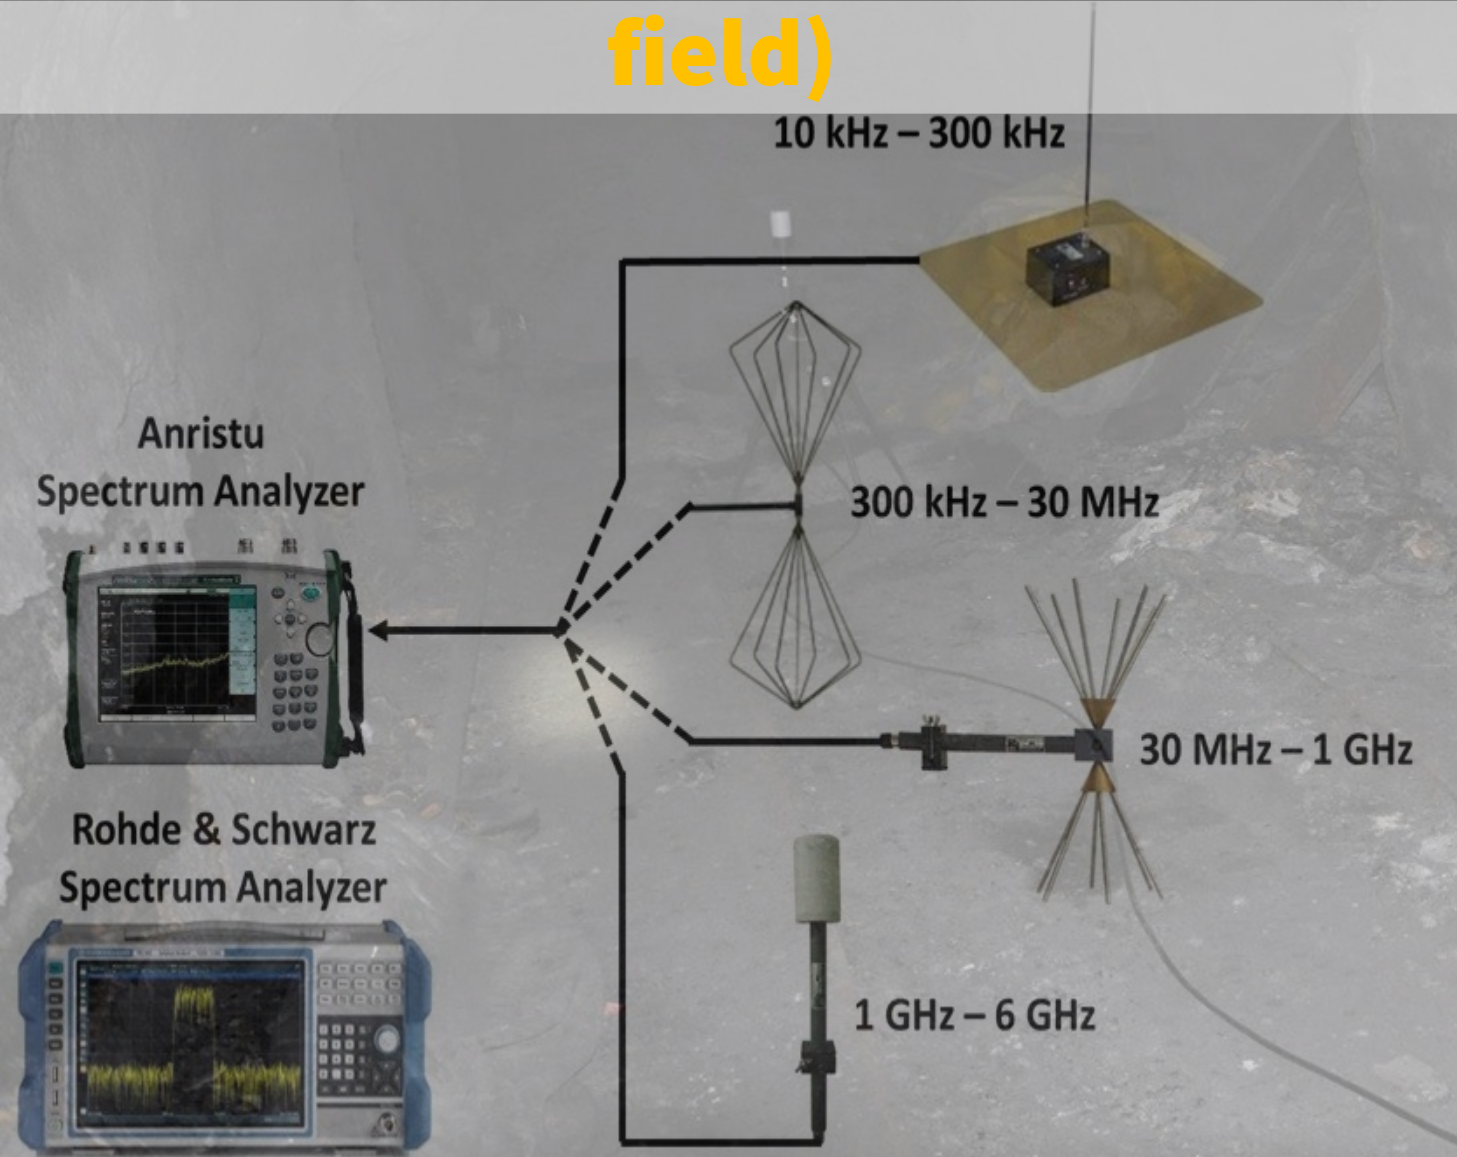 field)
10 kHz – 300 kHz
Anristu
Spectrum Analyzer
300 kHz – 30 MHz
30 MHz – 1 GHz
Rohde & Schwarz
Spectrum Analyzer
1 GHz – 6 GHz